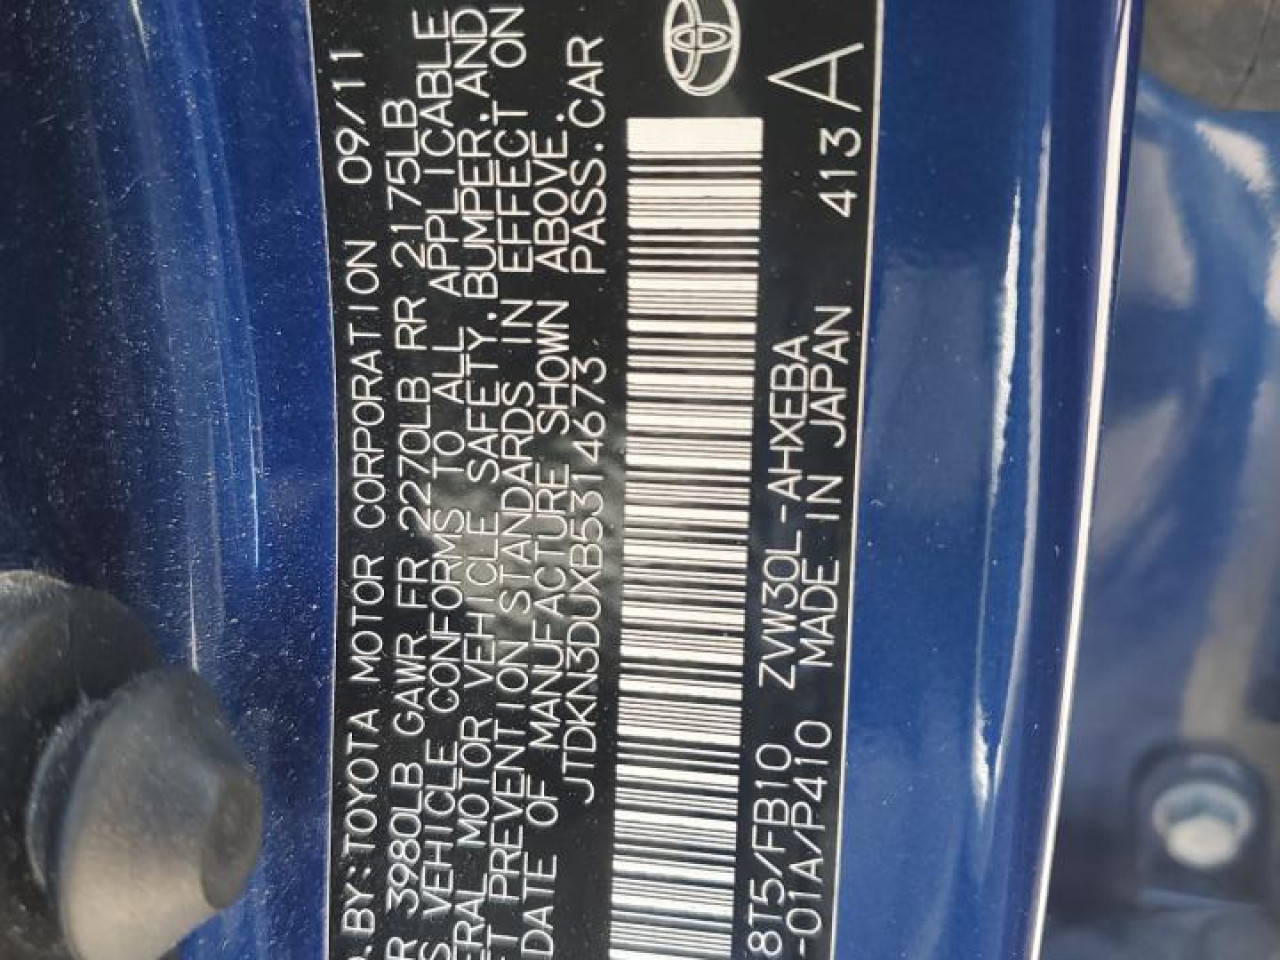 D.BY:TOYOTA MOTOR CORPORATION 09/11
R 3980LB GAWR FR 2270LB RR 2175LB
S VEHICLE CONFORMS TO ALL APPLICABLE
ERAL MOTOR VEHICLE SAFETY,BUMPER,AND
FT PREVENTION STANDARDS IN EFFECT ON
DATE OF MANUFACTURE SHOWN ABOVE.
JTDKN3DUXB5314673 PASS.CAR
8T5/FB10 ZVW30L-AHXEBA 413 A
-01A/P410 MADE IN JAPAN